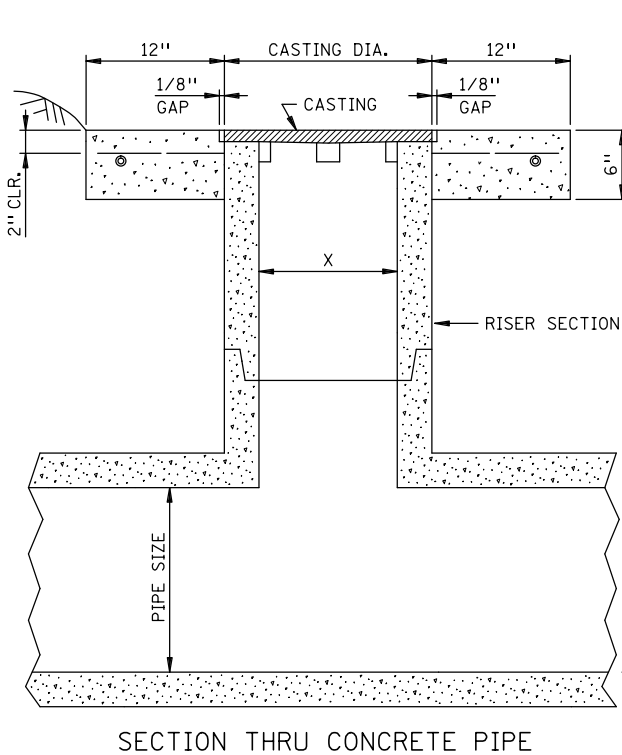 12" CASTING DIA. 12"
1/8" GAP
CASTING
1/8" GAP
2" CLR.
6"
X
RISER SECTION
PIPE SIZE
SECTION THRU CONCRETE PIPE